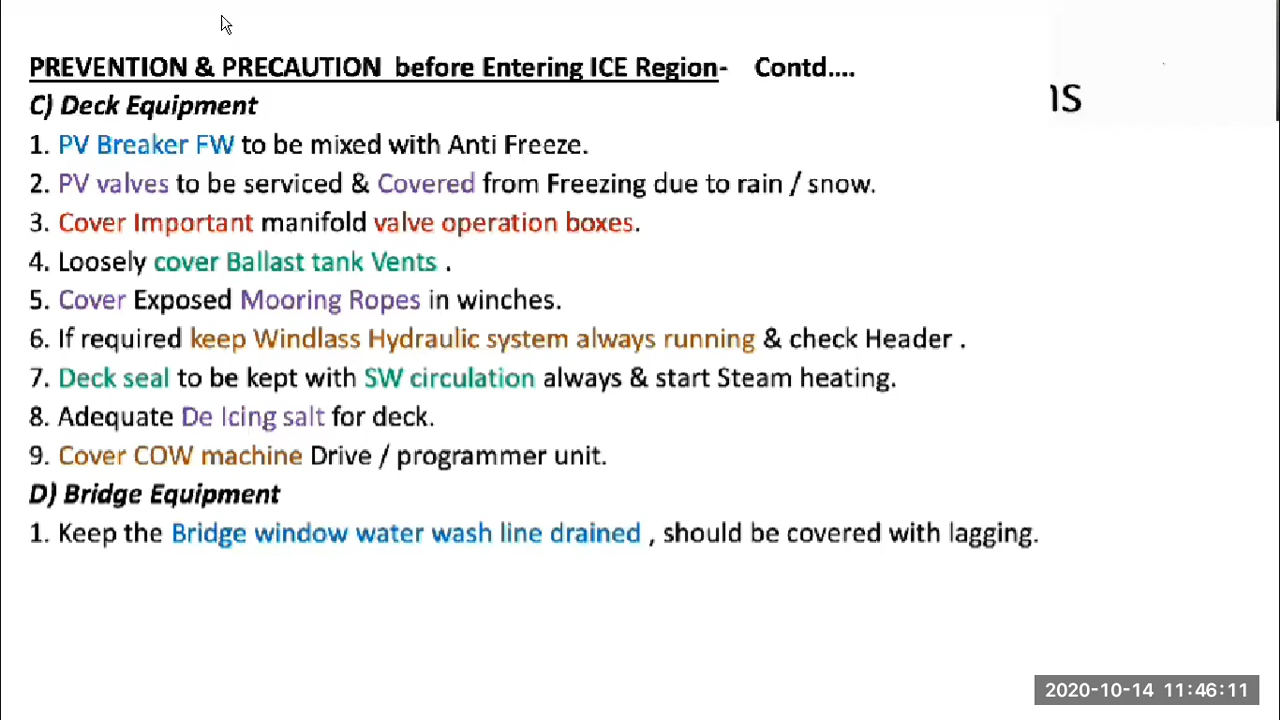 PREVENTION & PRECAUTION before Entering ICE Region- Contd....
C) Deck Equipment
1. PV Breaker FW to be mixed with Anti Freeze.
2. PV valves to be serviced & Covered from Freezing due to rain / snow.
3. Cover Important manifold valve operation boxes.
4. Loosely cover Ballast tank Vents .
5. Cover Exposed Mooring Ropes in winches.
6. If required keep Windlass Hydraulic system always running & check Header .
7. Deck seal to be kept with SW circulation always & start Steam heating.
8. Adequate De Icing salt for deck.
9. Cover COW machine Drive / programmer unit.
D) Bridge Equipment
1. Keep the Bridge window water wash line drained , should be covered with lagging.
2020-10-14 11:46:11